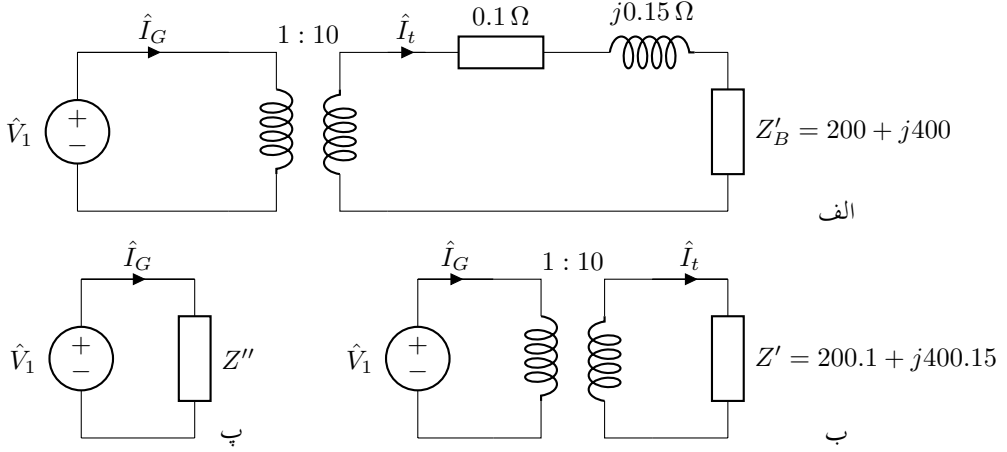 0.1 Ω
j0.15 Ω
Î_G
1 : 10
Î_t
V̂_1
+
−
Z'_B = 200 + j400
الف
Î_G
V̂_1
+
−
Z''
پ
Î_G
1 : 10
Î_t
V̂_1
+
−
Z' = 200.1 + j400.15
ب